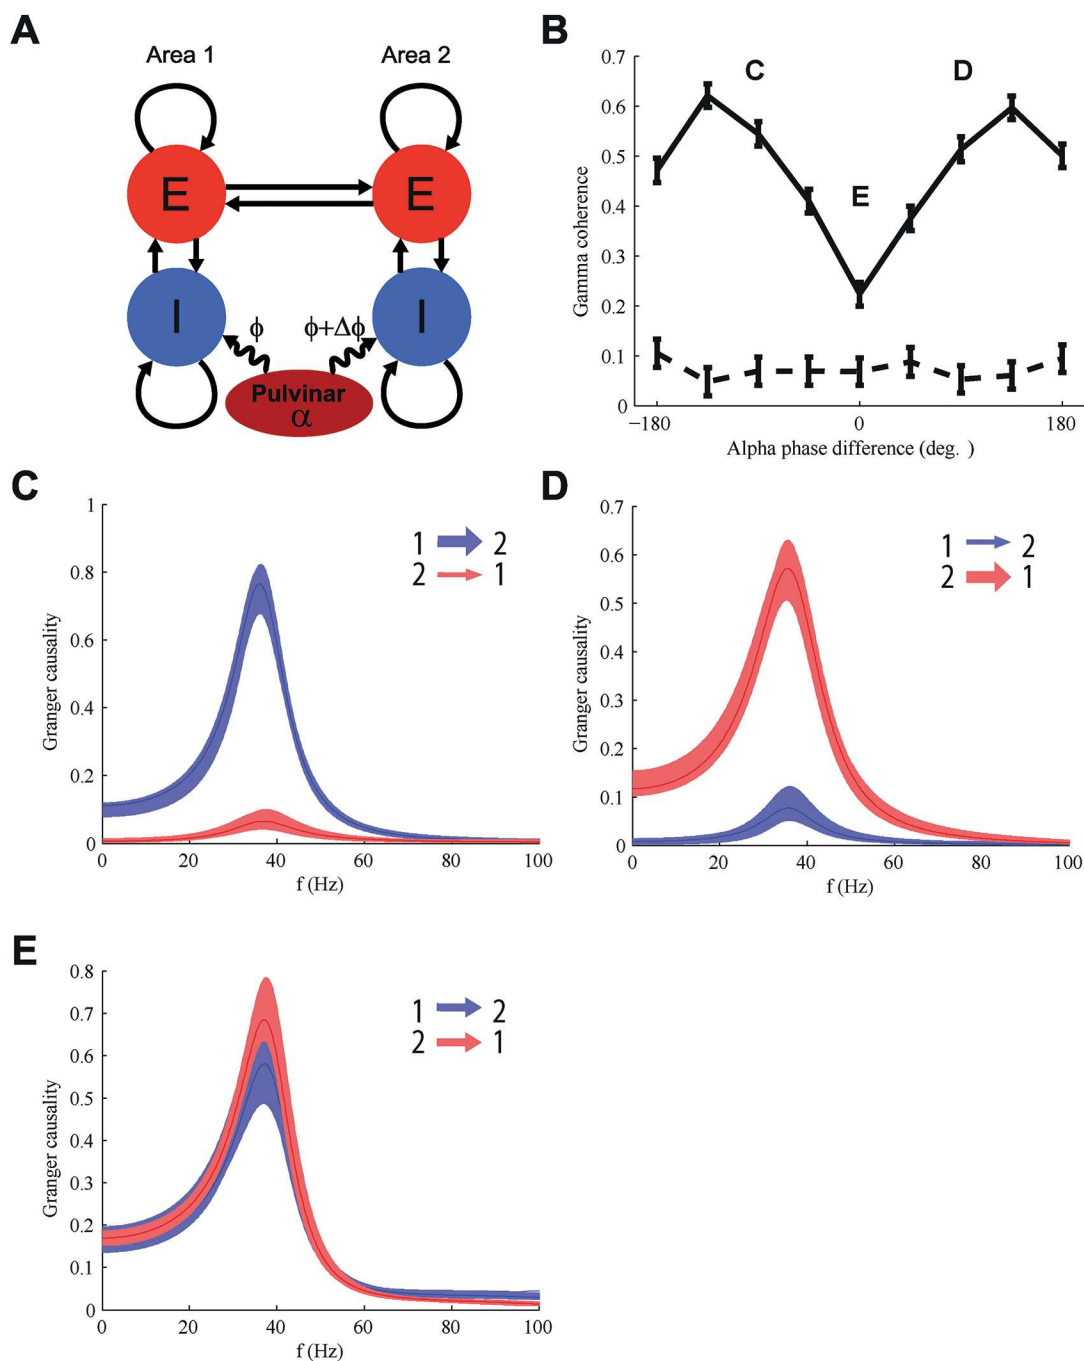 A
Area 1
Area 2
E
E
I
I
ϕ
ϕ+Δϕ
Pulvinar
α
B
0.7
0.6
0.5
0.4
0.3
0.2
0.1
0
Gamma coherence
C
D
E
−180
0
180
Alpha phase difference (deg. )
C
1
0.8
0.6
0.4
0.2
0
Granger causality
1 2
2 1
0 20 40 60 80 100
f (Hz)
D
0.7
0.6
0.5
0.4
0.3
0.2
0.1
0
Granger causality
1 2
2 1
0 20 40 60 80 100
f (Hz)
E
0.8
0.7
0.6
0.5
0.4
0.3
0.2
0.1
0
Granger causality
1 2
2 1
0 20 40 60 80 100
f (Hz)